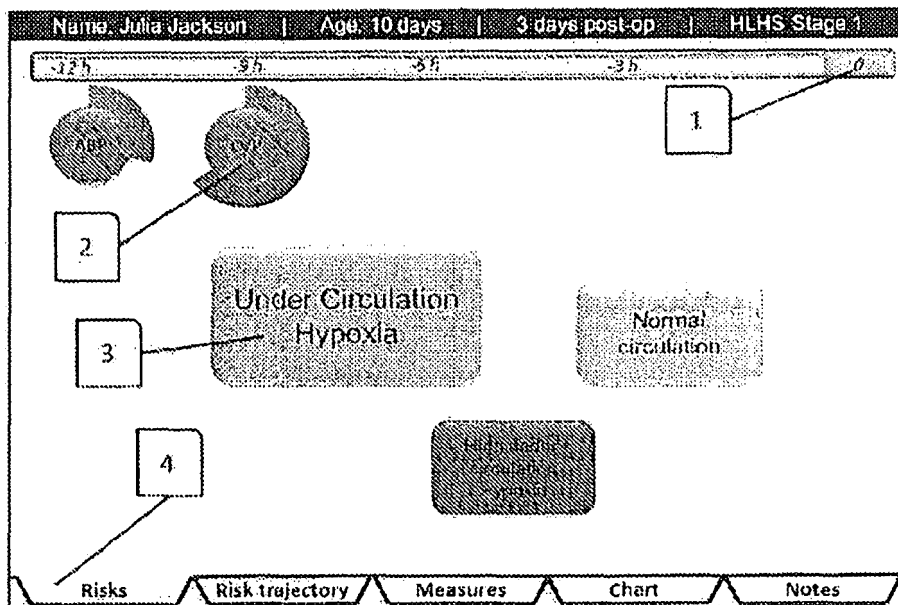 Name, Julia Jackson | Age, 10 days | 3 days post-op | HLHS Stage 1
-12 h -9 h -6 h -3 h 0
1
ABP
2
Under Circulation
Hypoxia
3
Normal
circulation
4
circulation
Risks Risk trajectory Measures Chart Notes